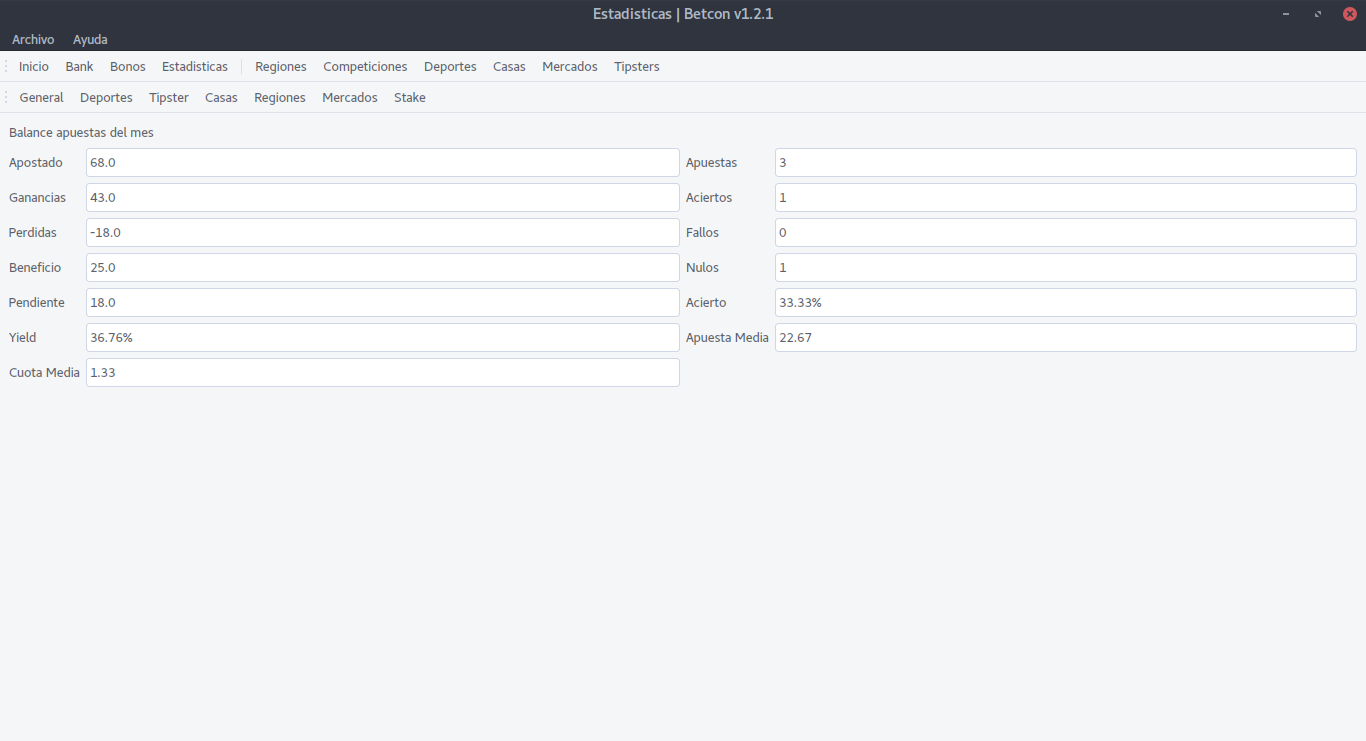 Estadisticas | Betcon v1.2.1
Archivo Ayuda
Inicio Bank Bonos Estadisticas Regiones Competiciones Deportes Casas Mercados Tipsters
General Deportes Tipster Casas Regiones Mercados Stake
Balance apuestas del mes
Apostado 68.0 Apuestas 3
Ganancias 43.0 Aciertos 1
Perdidas -18.0 Fallos 0
Beneficio 25.0 Nulos 1
Pendiente 18.0 Acierto 33.33%
Yield 36.76% Apuesta Media 22.67
Cuota Media 1.33